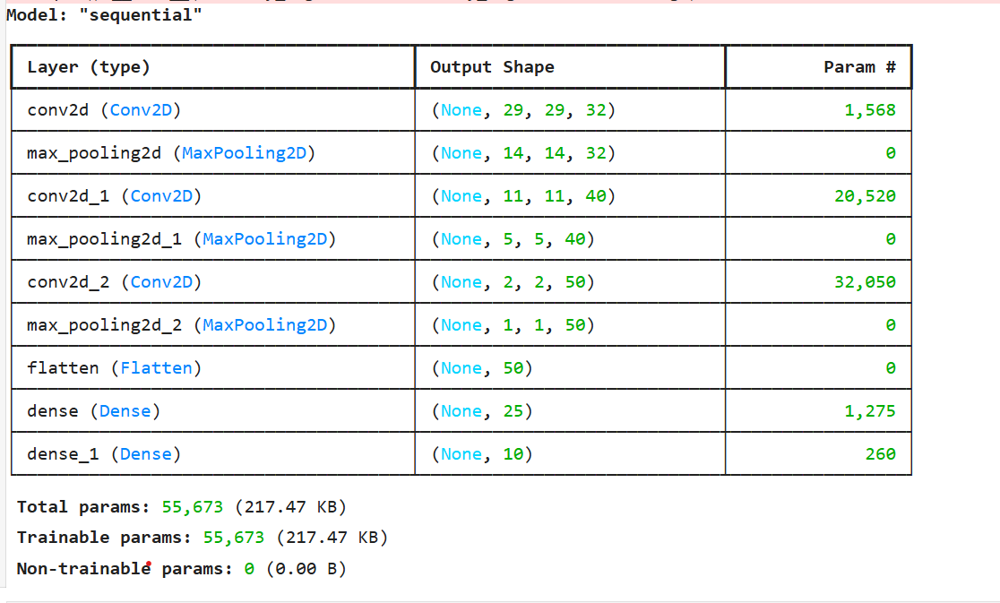 Model: "sequential"
Layer (type) Output Shape Param #
conv2d (Conv2D) (None, 29, 29, 32) 1,568
max_pooling2d (MaxPooling2D) (None, 14, 14, 32) 0
conv2d_1 (Conv2D) (None, 11, 11, 40) 20,520
max_pooling2d_1 (MaxPooling2D) (None, 5, 5, 40) 0
conv2d_2 (Conv2D) (None, 2, 2, 50) 32,050
max_pooling2d_2 (MaxPooling2D) (None, 1, 1, 50) 0
flatten (Flatten) (None, 50) 0
dense (Dense) (None, 25) 1,275
dense_1 (Dense) (None, 10) 260
Total params: 55,673 (217.47 KB)
Trainable params: 55,673 (217.47 KB)
Non-trainable params: 0 (0.00 B)